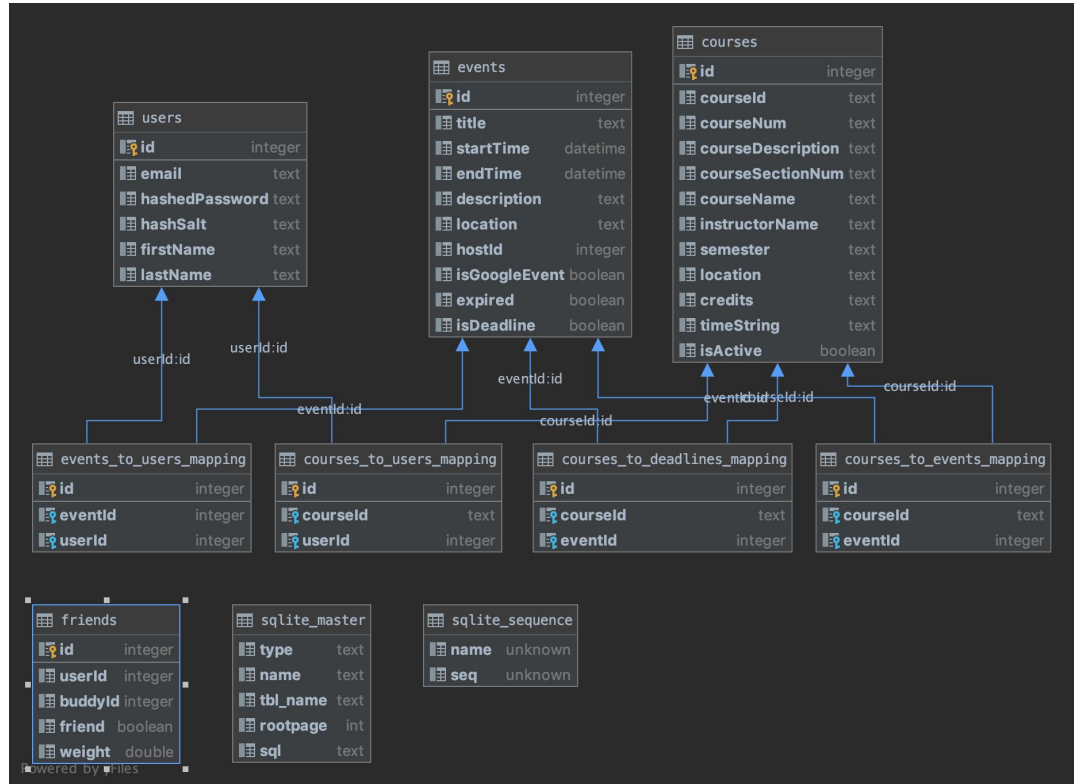 users
id integer
email text
hashedPassword text
hashSalt text
firstName text
lastName text
events
id integer
title text
startTime datetime
endTime datetime
description text
location text
hostId integer
isGoogleEvent boolean
expired boolean
isDeadline boolean
courses
id integer
courseId text
courseNum text
courseDescription text
courseSectionNum text
courseName text
instructorName text
semester text
location text
credits text
timeString text
isActive boolean
userId:id
userId:id
eventId:id
eventId:id
courseId:id
courseId:id
courseId:id
events_to_users_mapping
id integer
eventId integer
userId integer
courses_to_users_mapping
id integer
courseId text
userId integer
courses_to_deadlines_mapping
id integer
courseId text
eventId integer
courses_to_events_mapping
id integer
courseId text
eventId integer
friends
id integer
userId integer
buddyId integer
friend boolean
weight double
sqlite_master
type text
name text
tbl_name text
rootpage int
sql text
sqlite_sequence
name unknown
seq unknown
Powered by yFiles